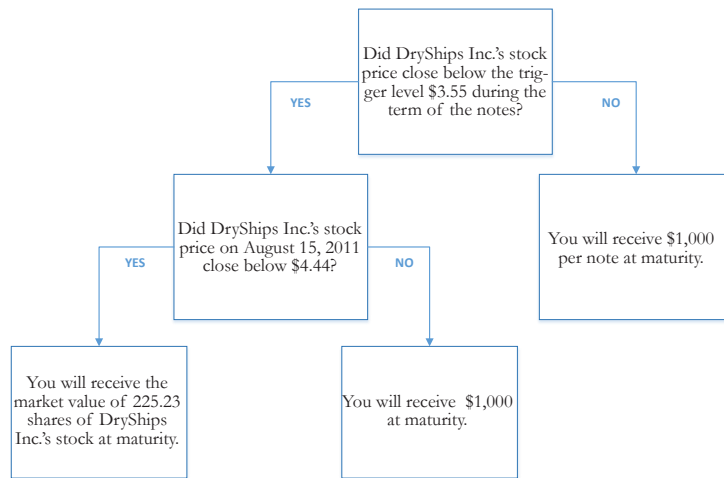 Did DryShips Inc.'s stock
price close below the trig-
ger level $3.55 during the
term of the notes?
YES
NO
Did DryShips Inc.'s stock
price on August 15, 2011
close below $4.44?
You will receive $1,000
per note at maturity.
YES
NO
You will receive the
market value of 225.23
shares of DryShips
Inc.'s stock at maturity.
You will receive $1,000
at maturity.